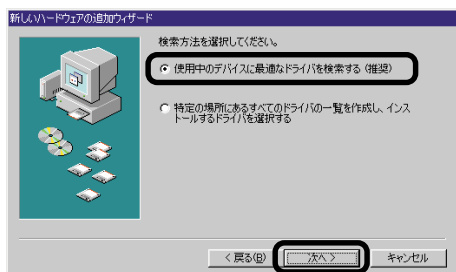 新しいハードウェアの追加ウィザード
検索方法を選択してください。
使用中のデバイスに最適なドライバを検索する (推奨)
特定の場所にあるすべてのドライバの一覧を作成し、インス
トールするドライバを選択する
< 戻る(B)
次へ >
キャンセル